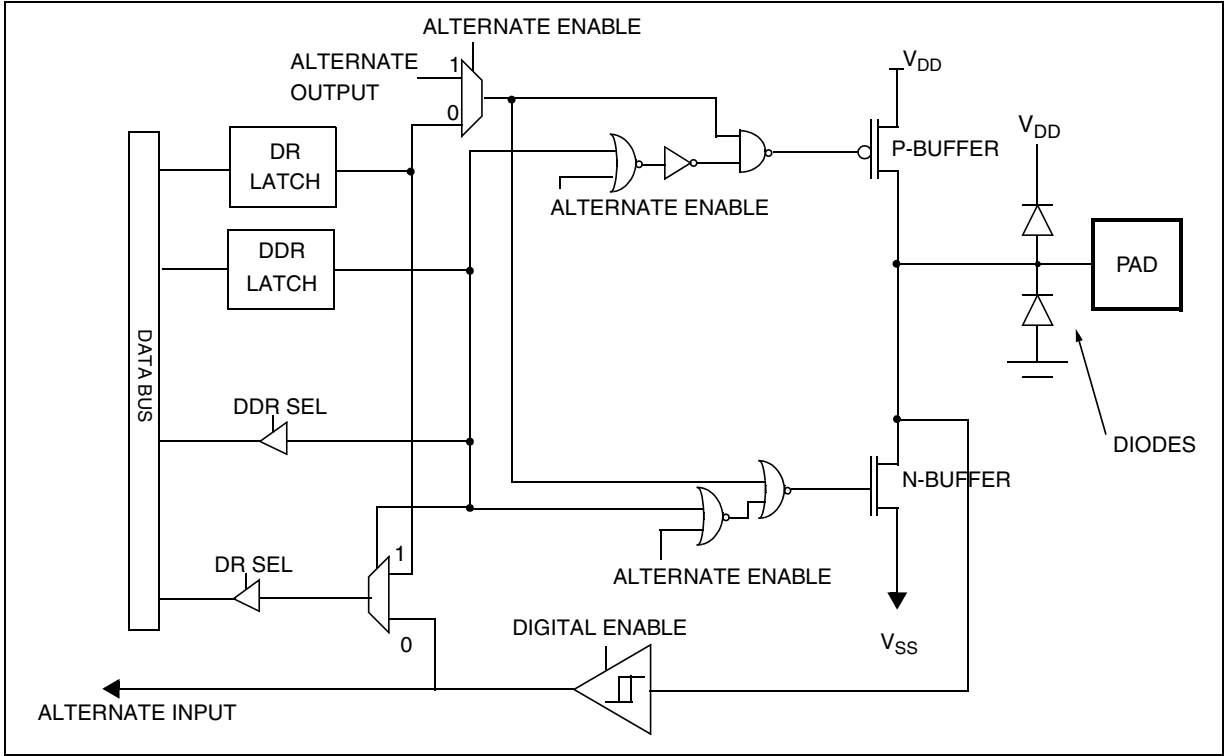 ALTERNATE ENABLE
ALTERNATE
OUTPUT
1
0
VDD
DR
LATCH
P-BUFFER
VDD
ALTERNATE ENABLE
DDR
LATCH
PAD
DATA BUS
DDR SEL
DIODES
N-BUFFER
DR SEL
1
ALTERNATE ENABLE
0
DIGITAL ENABLE
VSS
ALTERNATE INPUT